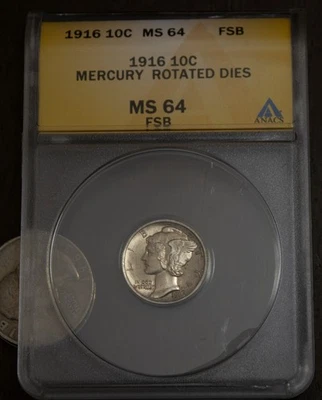 1916 10C MS 64 FSB
1916 10C
MERCURY ROTATED DIES
MS 64
FSB
ANACS